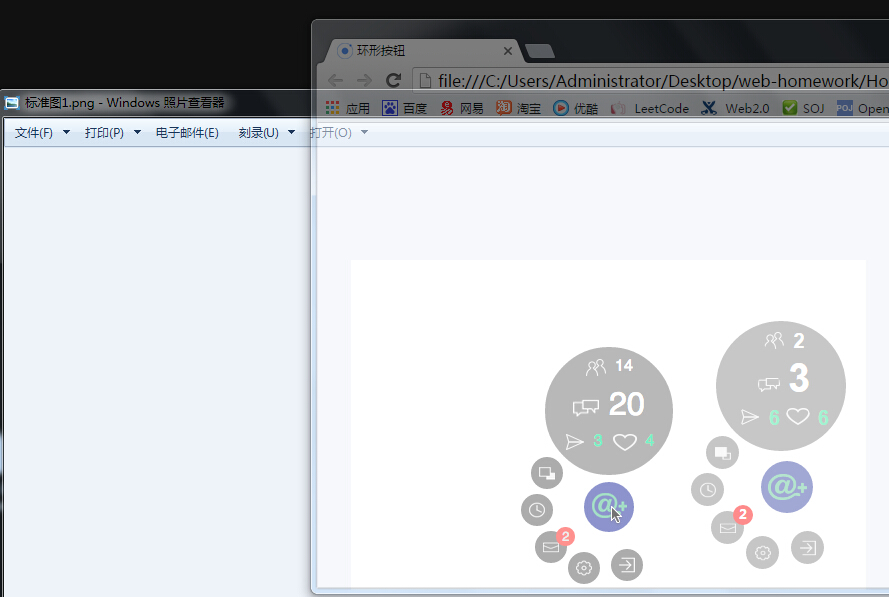 环形按钮
file:///C:/Users/Administrator/Desktop/web-homework/Ho
标准图1.png - Windows 照片查看器
应用 百度 网易 淘宝 优酷 LeetCode Web2.0 SOJ POJ Open
文件(F) 打印(P) 电子邮件(E) 刻录(U) 打开(O)
14
20
3 4
@+
2
2
3
6 6
@+
2